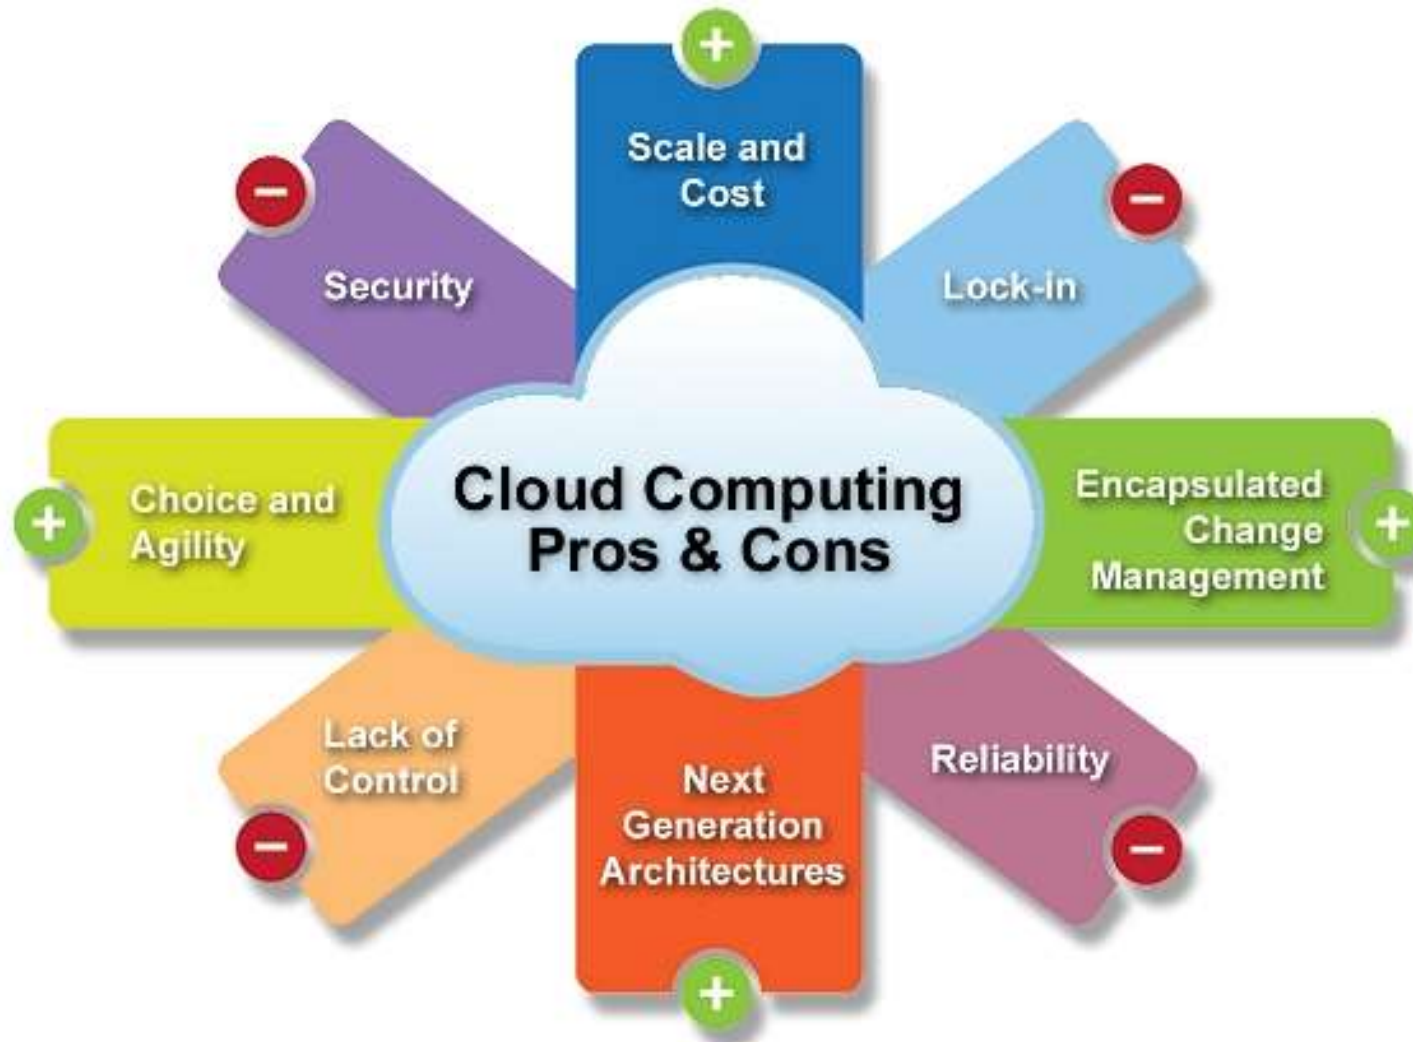 Scale and
Cost
Security
Lock-in
Cloud Computing
Pros & Cons
Choice and
Agility
Encapsulated
Change
Management
Lack of
Control
Next
Generation
Architectures
Reliability